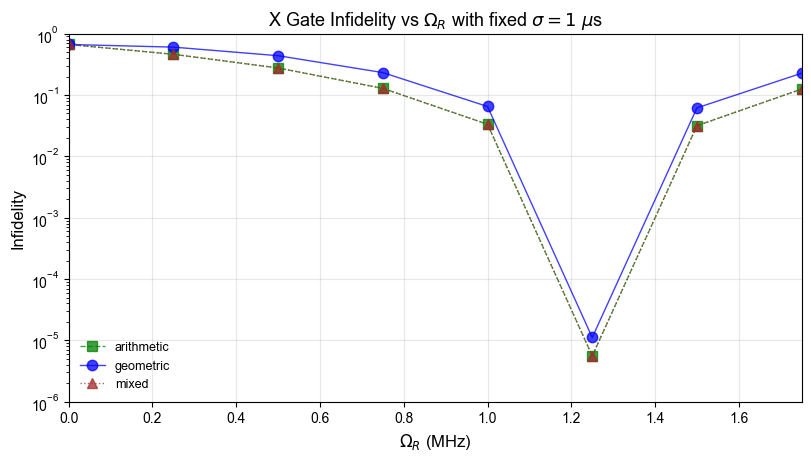 X Gate Infidelity vs Ω_R with fixed σ = 1 μs
Infidelity
10^0
10^−1
10^−2
10^−3
10^−4
10^−5
10^−6
arithmetic
geometric
mixed
0.0 0.2 0.4 0.6 0.8 1.0 1.2 1.4 1.6
Ω_R (MHz)